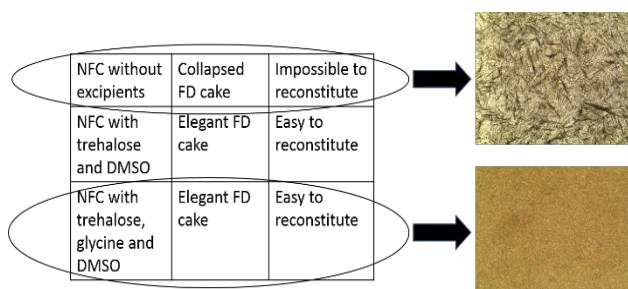 NFC without excipients | Collapsed FD cake | Impossible to reconstitute
NFC with trehalose and DMSO | Elegant FD cake | Easy to reconstitute
NFC with trehalose, glycine and DMSO | Elegant FD cake | Easy to reconstitute